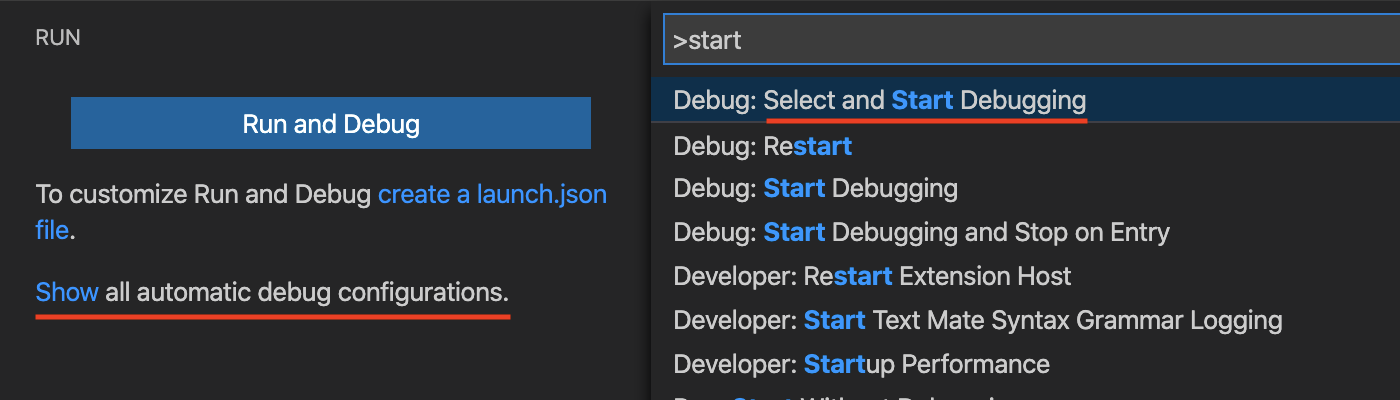 RUN
Run and Debug
To customize Run and Debug create a launch.json
file.
Show all automatic debug configurations.
>start
Debug: Select and Start Debugging
Debug: Restart
Debug: Start Debugging
Debug: Start Debugging and Stop on Entry
Developer: Restart Extension Host
Developer: Start Text Mate Syntax Grammar Logging
Developer: Startup Performance